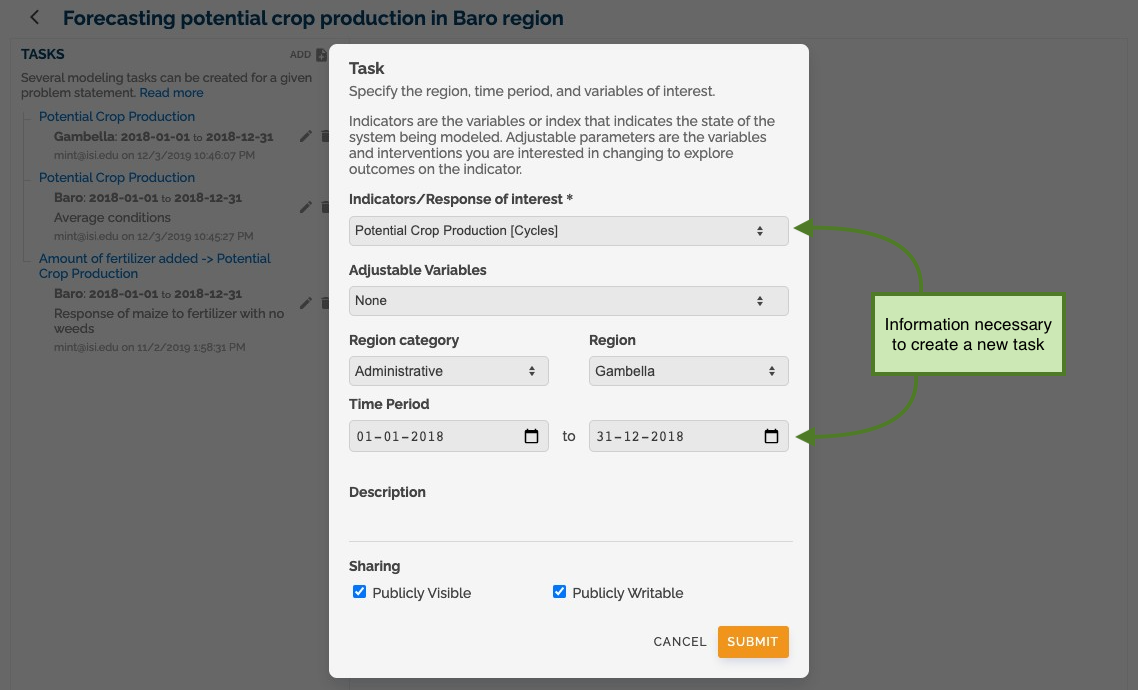 Forecasting potential crop production in Baro region
TASKS
ADD
Several modeling tasks can be created for a given
problem statement. Read more
Potential Crop Production
Gambella: 2018-01-01 to 2018-12-31
mint@isi.edu on 12/3/2019 10:46:07 PM
Potential Crop Production
Baro: 2018-01-01 to 2018-12-31
Average conditions
mint@isi.edu on 12/3/2019 10:45:27 PM
Amount of fertilizer added -> Potential
Crop Production
Baro: 2018-01-01 to 2018-12-31
Response of maize to fertilizer with no
weeds
mint@isi.edu on 11/2/2019 1:58:31 PM
Task
Specify the region, time period, and variables of interest.
Indicators are the variables or index that indicates the state of the
system being modeled. Adjustable parameters are the variables
and interventions you are interested in changing to explore
outcomes on the indicator.
Indicators/Response of interest *
Potential Crop Production [Cycles]
Adjustable Variables
None
Region category
Region
Administrative
Gambella
Time Period
01-01-2018
to
31-12-2018
Description
Sharing
Publicly Visible
Publicly Writable
CANCEL
SUBMIT
Information necessary
to create a new task